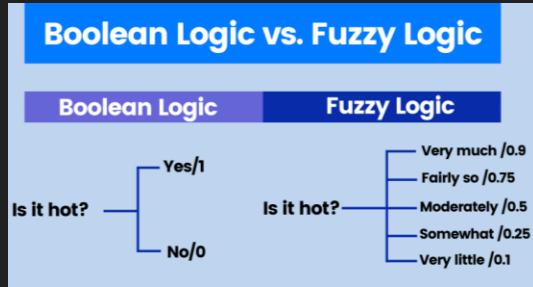 Boolean Logic vs. Fuzzy Logic
Boolean Logic
Fuzzy Logic
Is it hot?
Yes/1
No/0
Is it hot?
Very much /0.9
Fairly so /0.75
Moderately /0.5
Somewhat /0.25
Very little /0.1